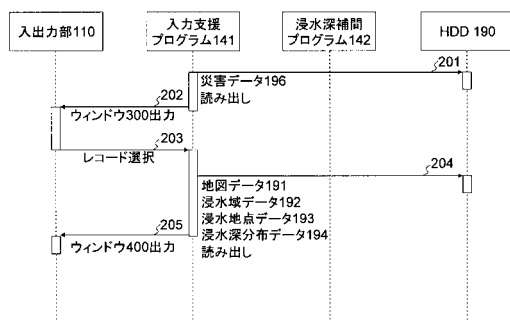 入出力部110
入力支援
プログラム141
浸水深補間
プログラム142
HDD 190
201
災害データ196
読み出し
202
ウィンドウ300出力
203
レコード選択
204
地図データ191
浸水域データ192
浸水地点データ193
浸水深分布データ194
読み出し
205
ウィンドウ400出力